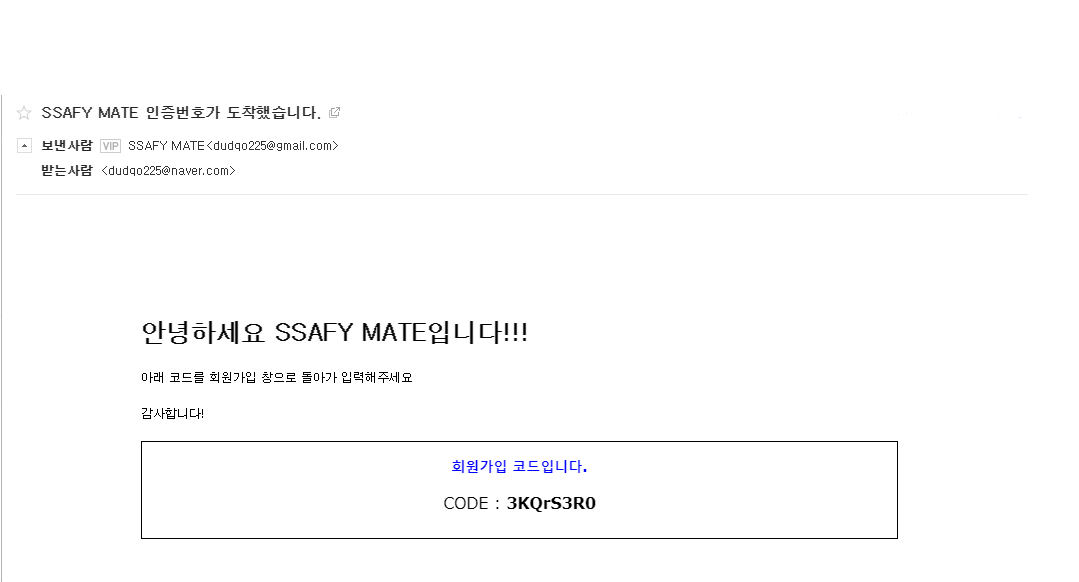 SSAFY MATE 인증번호가 도착했습니다.
보낸사람 VIP SSAFY MATE<dudqo225@gmail.com>
받는사람 <dudqo225@naver.com>
안녕하세요 SSAFY MATE입니다!!!
아래 코드를 회원가입 창으로 돌아가 입력해주세요
감사합니다!
회원가입 코드입니다.
CODE : 3KQrS3R0